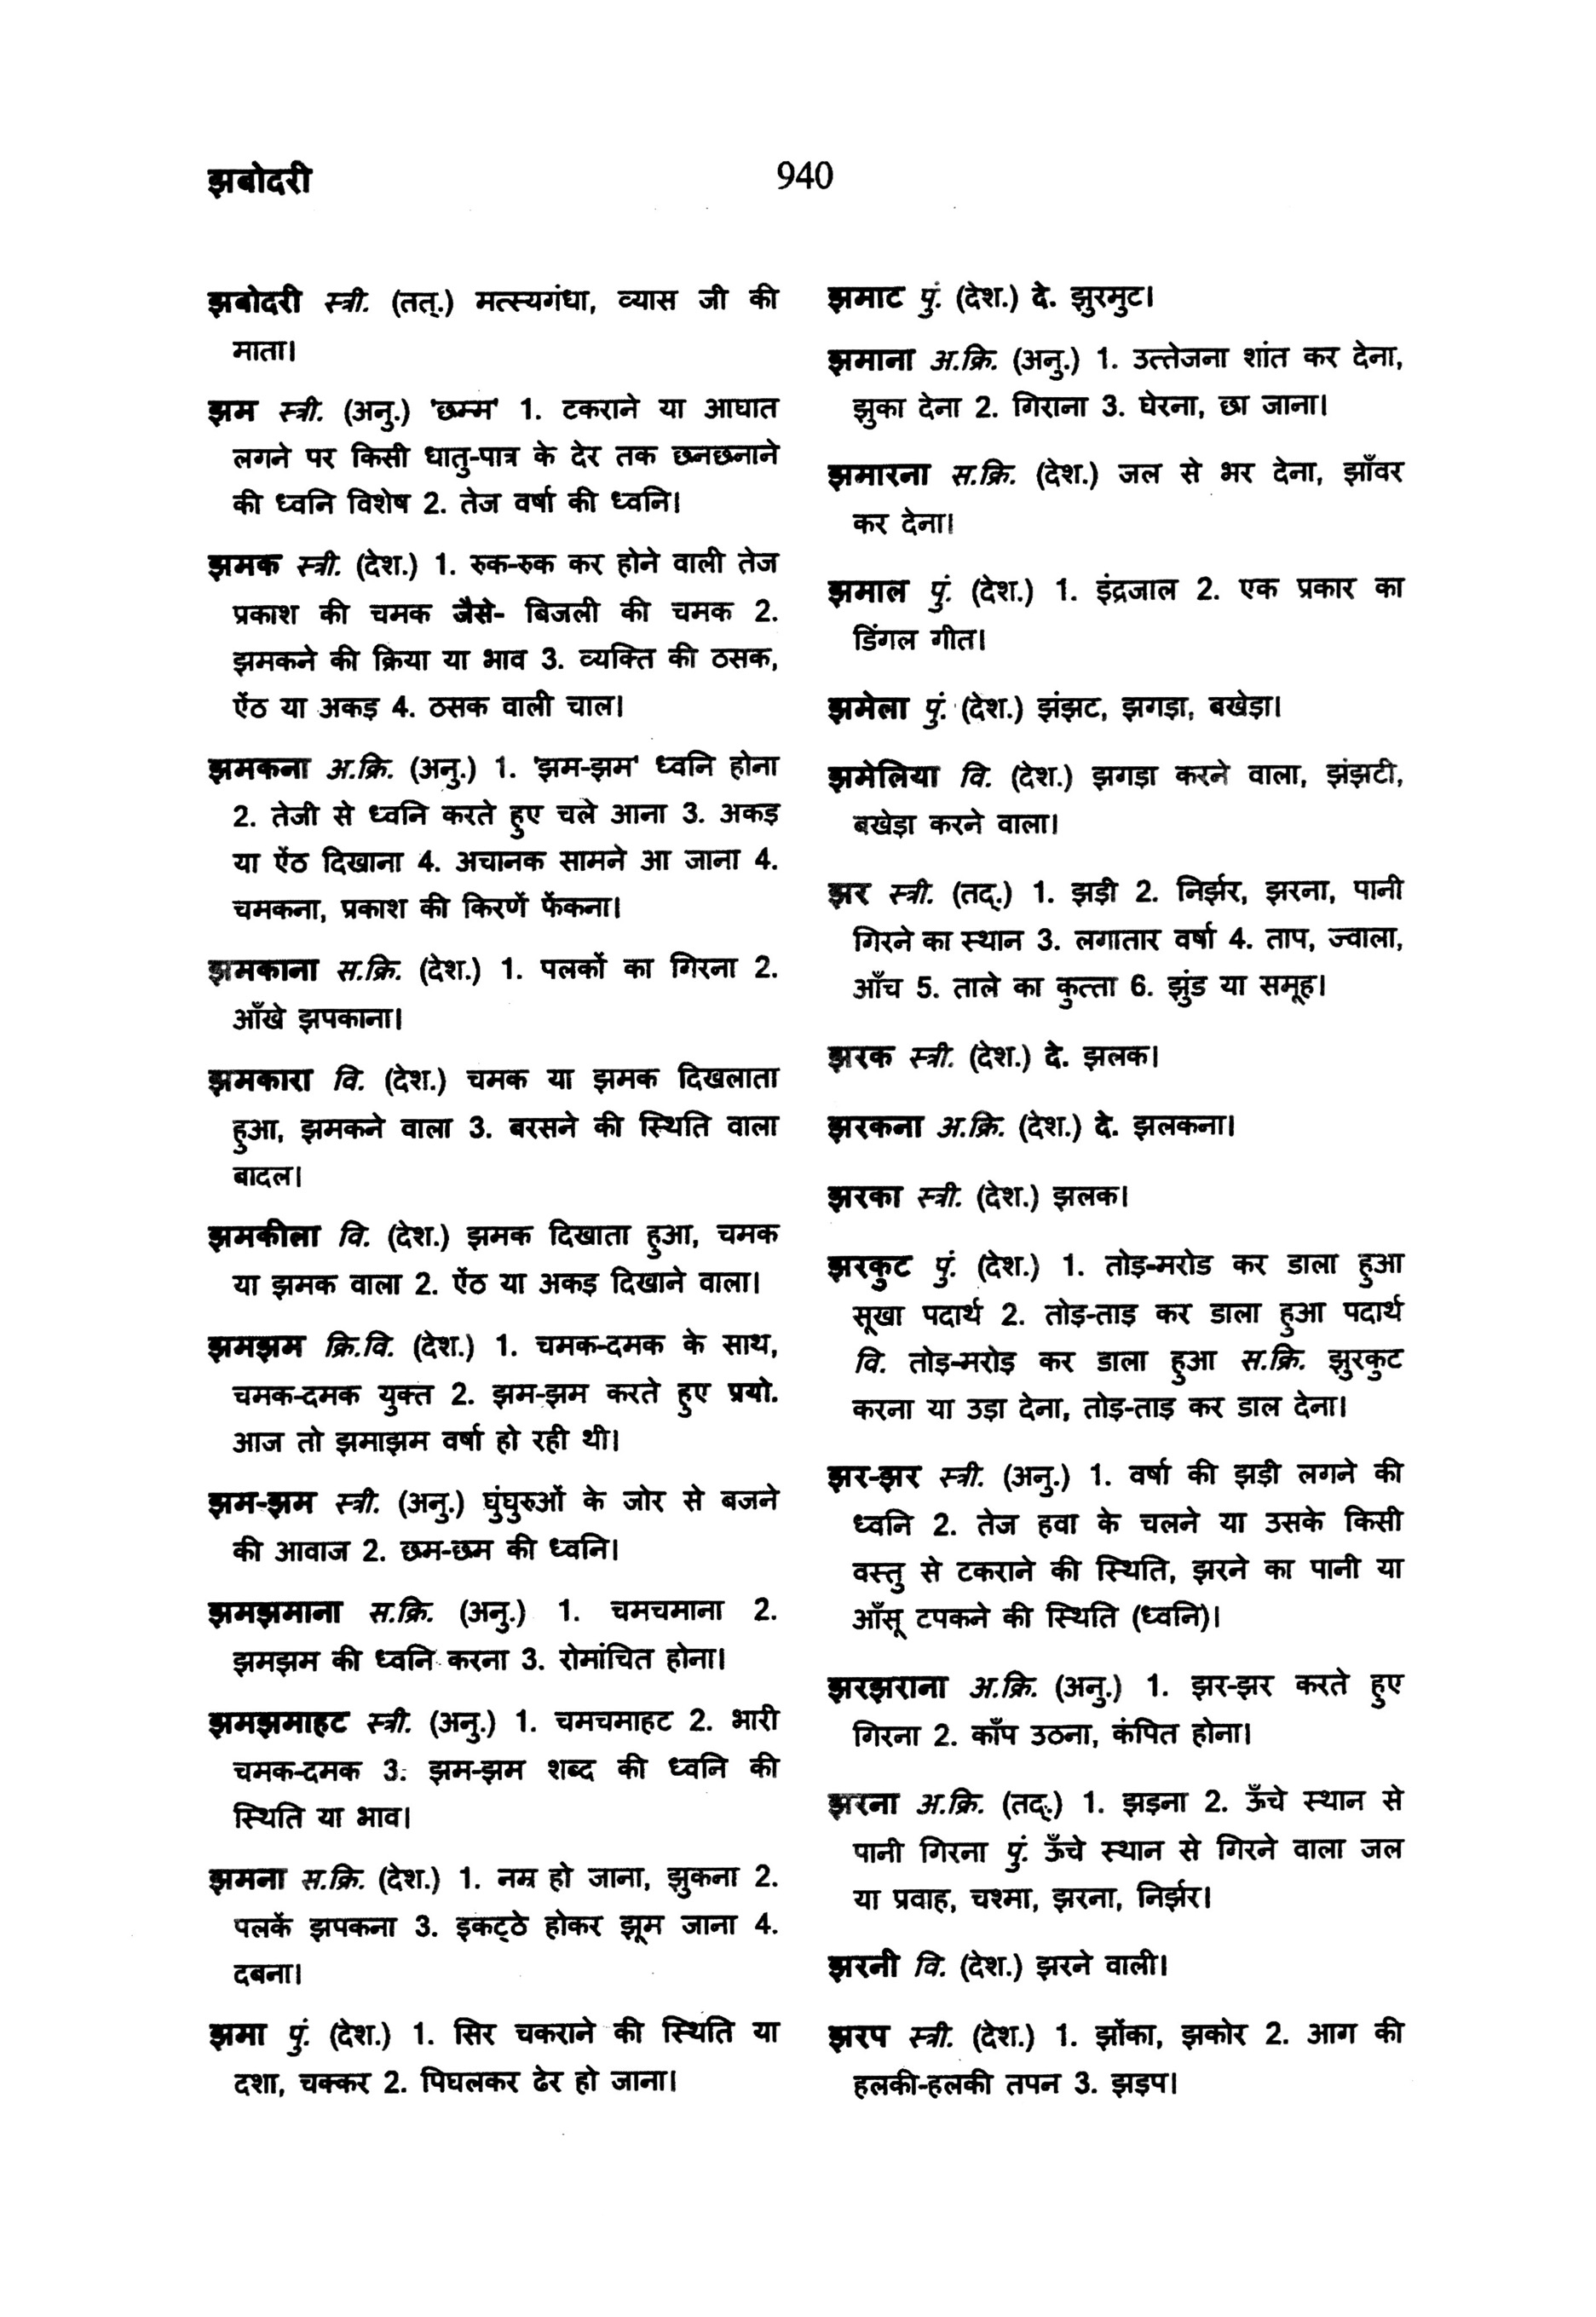 झबोदरी
940
झबोदरी स्त्री. (तत्.) मत्स्यगंधा, व्यास जी की
माता।
झम स्त्री. (अनु.) 'छम्म' 1. टकराने या आघात
लगने पर किसी धातु-पात्र के देर तक छनछनाने
की ध्वनि विशेष 2. तेज वर्षा की ध्वनि।
झमक स्त्री. (देश.) 1. रुक-रुक कर होने वाली तेज
प्रकाश की चमक जैसे- बिजली की चमक 2.
झमकने की क्रिया या भाव 3. व्यक्ति की ठसक,
ऐंठ या अकड़ 4. ठसक वाली चाल।
झमकना अ.क्रि. (अनु.) 1. 'झम-झम' ध्वनि होना
2. तेजी से ध्वनि करते हुए चले आना 3. अकड़
या ऐंठ दिखाना 4. अचानक सामने आ जाना 4.
चमकना, प्रकाश की किरणें फेंकना।
झमकाना स.क्रि. (देश.) 1. पलकों का गिरना 2.
आँखे झपकाना।
झमकारा वि. (देश.) चमक या झमक दिखलाता
हुआ, झमकने वाला 3. बरसने की स्थिति वाला
बादल।
झमकीला वि. (देश.) झमक दिखाता हुआ, चमक
या झमक वाला 2. ऐंठ या अकड़ दिखाने वाला।
झमझम क्रि.वि. (देश.) 1. चमक-दमक के साथ,
चमक-दमक युक्त 2. झम-झम करते हुए प्रयो.
आज तो झमाझम वर्षा हो रही थी।
झम-झम स्त्री. (अनु.) घुंघुरुओं के जोर से बजने
की आवाज 2. छम-छम की ध्वनि।
झमझमाना स.क्रि. (अनु.) 1. चमचमाना 2.
झमझम की ध्वनि करना 3. रोमांचित होना।
झमझमाहट स्त्री. (अनु.) 1. चमचमाहट 2. भारी
चमक-दमक 3. झम-झम शब्द की ध्वनि की
स्थिति या भाव।
झमना स.क्रि. (देश.) 1. नम्र हो जाना, झुकना 2.
पलकें झपकना 3. इकट्ठे होकर झूम जाना 4.
दबना।
झमा पुं. (देश.) 1. सिर चकराने की स्थिति या
दशा, चक्कर 2. पिघलकर ढेर हो जाना।
झमाट पुं. (देश.) दे. झुरमुट।
झमाना अ.क्रि. (अनु.) 1. उत्तेजना शांत कर देना,
झुका देना 2. गिराना 3. घेरना, छा जाना।
झमारना स.क्रि. (देश.) जल से भर देना, झाँवर
कर देना।
झमाल पुं. (देश.) 1. इंद्रजाल 2. एक प्रकार का
डिंगल गीत।
झमेला पुं. (देश.) झंझट, झगड़ा, बखेड़ा।
झमेलिया वि. (देश.) झगड़ा करने वाला, झंझटी,
बखेड़ा करने वाला।
झर स्त्री. (तद्.) 1. झड़ी 2. निर्झर, झरना, पानी
गिरने का स्थान 3. लगातार वर्षा 4. ताप, ज्वाला,
आँच 5. ताले का कुत्ता 6. झुंड या समूह।
झरक स्त्री. (देश.) दे. झलक।
झरकना अ.क्रि. (देश.) दे. झलकना।
झरका स्त्री. (देश.) झलक।
झरकुट पुं. (देश.) 1. तोड़-मरोड कर डाला हुआ
सूखा पदार्थ 2. तोड़-ताड़ कर डाला हुआ पदार्थ
वि. तोड़-मरोड़ कर डाला हुआ स.क्रि. झुरकुट
करना या उड़ा देना, तोड़-ताड़ कर डाल देना।
झर-झर स्त्री. (अनु.) 1. वर्षा की झड़ी लगने की
ध्वनि 2. तेज हवा के चलने या उसके किसी
वस्तु से टकराने की स्थिति, झरने का पानी या
आँसू टपकने की स्थिति (ध्वनि)।
झरझराना अ.क्रि. (अनु.) 1. झर-झर करते हुए
गिरना 2. काँप उठना, कंपित होना।
झरना अ.क्रि. (तद्.) 1. झड़ना 2. ऊँचे स्थान से
पानी गिरना पुं. ऊँचे स्थान से गिरने वाला जल
या प्रवाह, चश्मा, झरना, निर्झर।
झरनी वि. (देश.) झरने वाली।
झरप स्त्री. (देश.) 1. झोंका, झकोर 2. आग की
हलकी-हलकी तपन 3. झड़प।